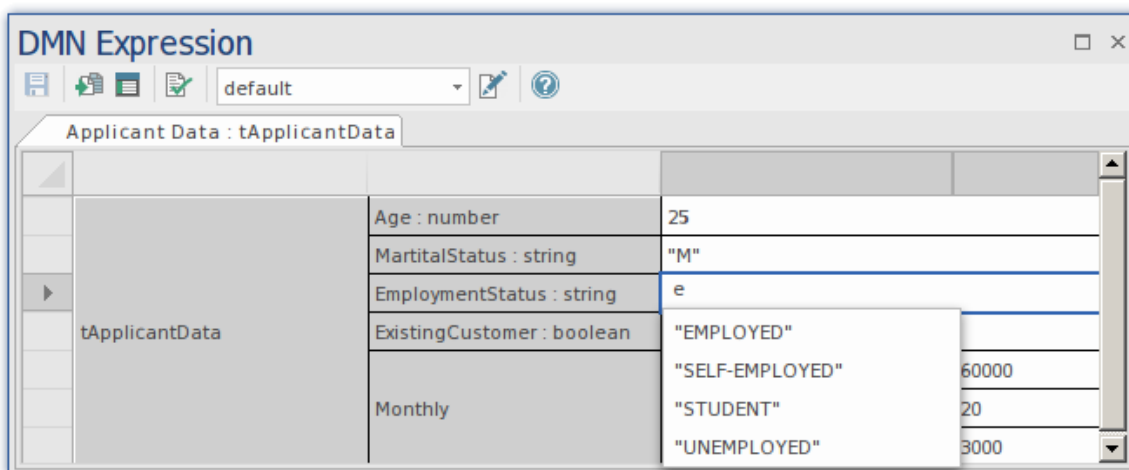 DMN Expression
default
Applicant Data : tApplicantData
Age : number 25
MartitalStatus : string "M"
EmploymentStatus : string e
tApplicantData ExistingCustomer : boolean "EMPLOYED"
"SELF-EMPLOYED" 60000
Monthly "STUDENT" 20
"UNEMPLOYED" 3000